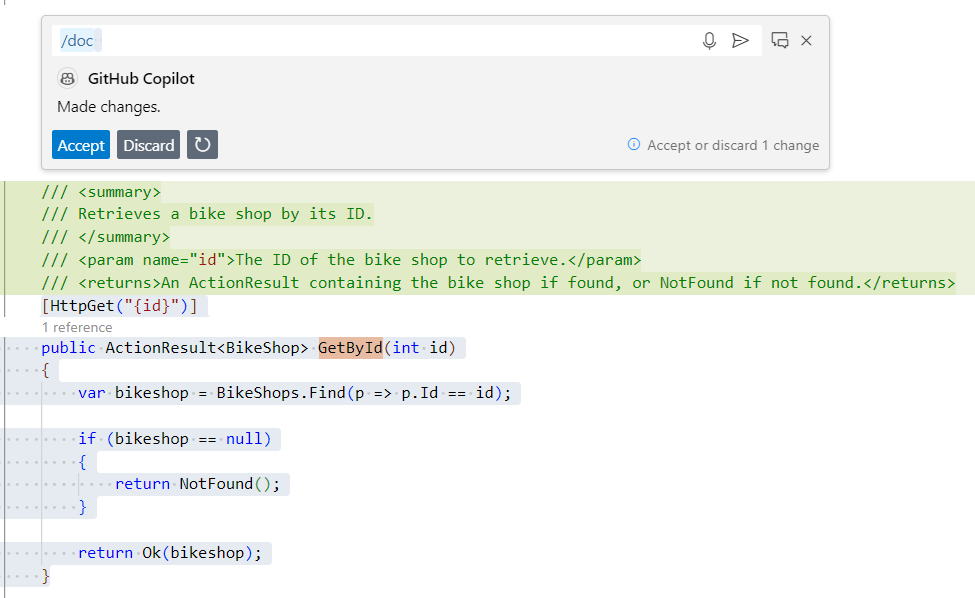 /doc
GitHub Copilot
Made changes.
Accept Discard Accept or discard 1 change
/// <summary>
/// Retrieves a bike shop by its ID.
/// </summary>
/// <param name="id">The ID of the bike shop to retrieve.</param>
/// <returns>An ActionResult containing the bike shop if found, or NotFound if not found.</returns>
[HttpGet("{id}")]
1 reference
public ActionResult<BikeShop> GetById(int id)
{
var bikeshop = BikeShops.Find(p => p.Id == id);
if (bikeshop == null)
{
return NotFound();
}
return Ok(bikeshop);
}